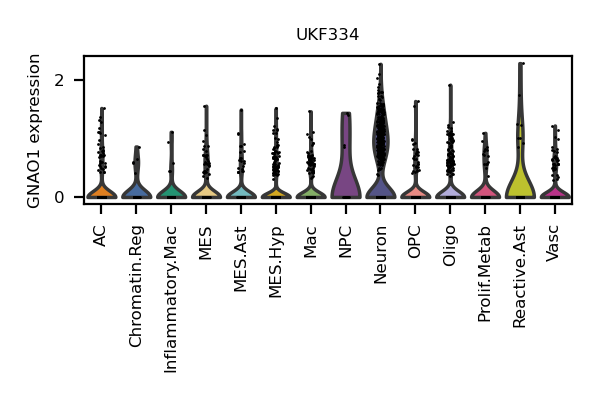 UKF334
GNAO1 expression
2
0
AC
Chromatin.Reg
Inflammatory.Mac
MES
MES.Ast
MES.Hyp
Mac
NPC
Neuron
OPC
Oligo
Prolif.Metab
Reactive.Ast
Vasc